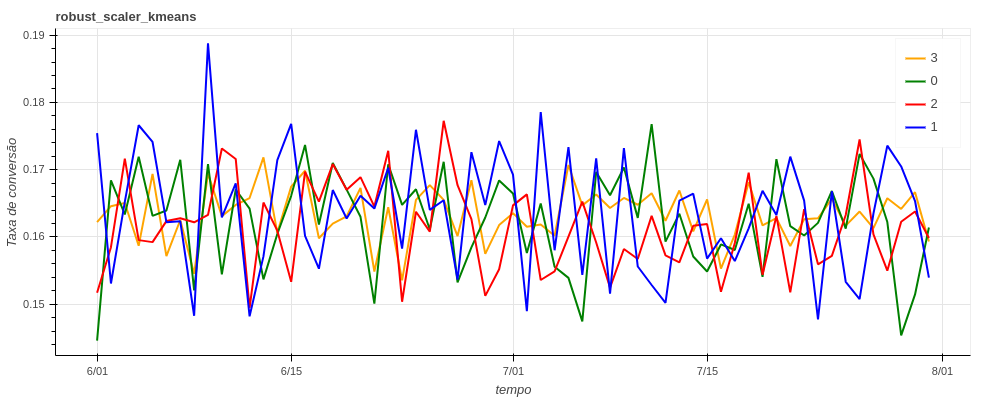 robust_scaler_kmeans
0.19
0.18
0.17
0.16
0.15
Taxa de conversão
6/01 6/15 7/01 7/15 8/01
tempo
3
0
2
1